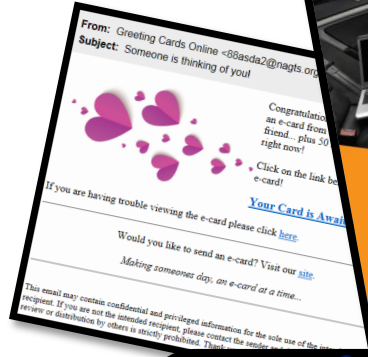 From: Greeting Cards Online <88asda2@nagts.org
Subject: Someone is thinking of you!
Congratulation
an e-card from
friend... plus 50
right now!
Click on the link be
e-card!
Your Card is Await
If you are having trouble viewing the e-card please click here.
Would you like to send an e-card? Visit our site.
Making someones day, an e-card at a time...
This email may contain confidential and privileged information for the sole use of the
recipient. If you are not the intended recipient, please contact the sender and
review or distribution by others is strictly prohibited. Thank